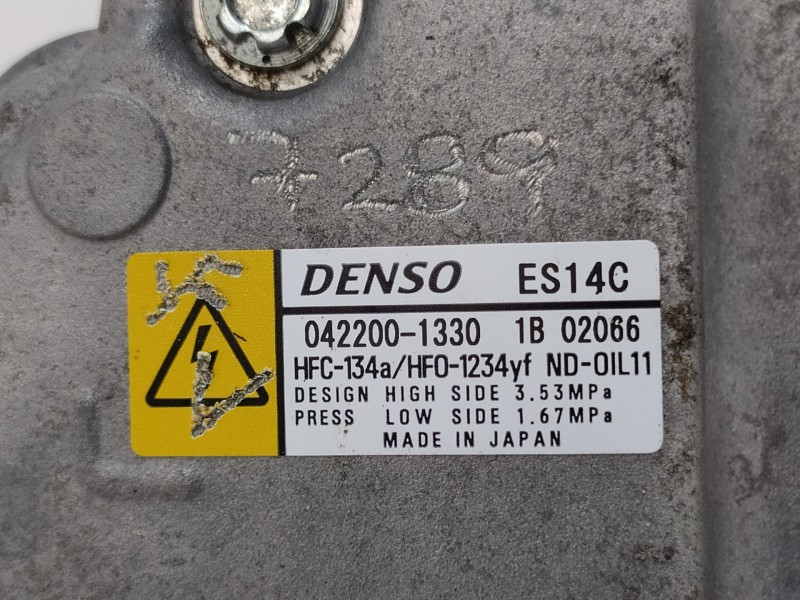 7289
DENSO ES14C
042200-1330 1B 02066
HFC-134a/HFO-1234yf ND-OIL11
DESIGN HIGH SIDE 3.53MPa
PRESS LOW SIDE 1.67MPa
MADE IN JAPAN